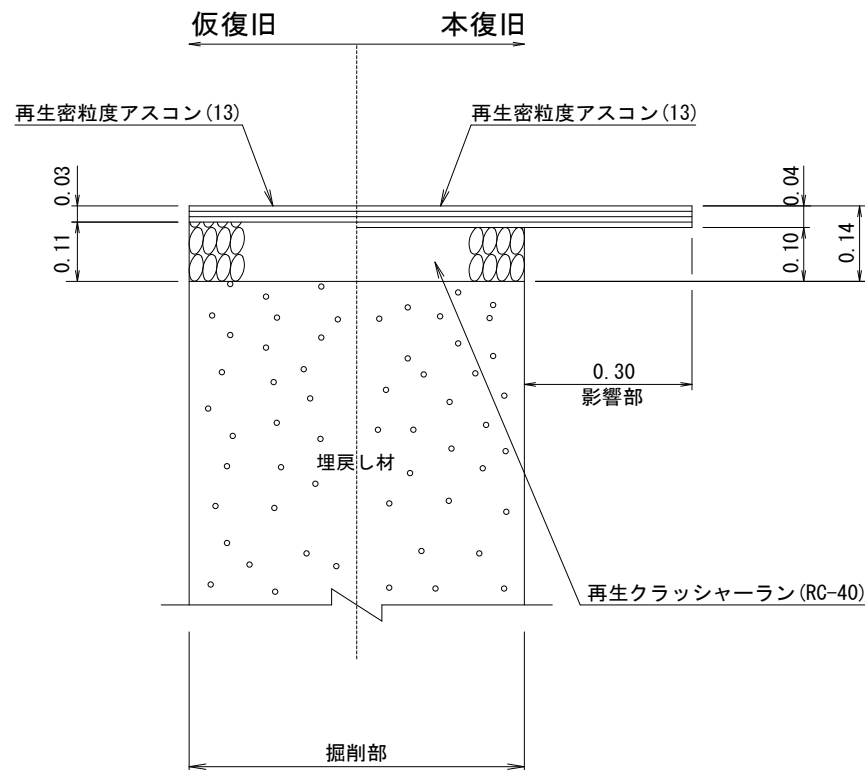 仮復旧
本復旧
再生密粒度アスコン(13)
再生密粒度アスコン(13)
0.03
0.11
0.04
0.10
0.14
0.30
影響部
埋戻し材
再生クラッシャーラン(RC-40)
掘削部